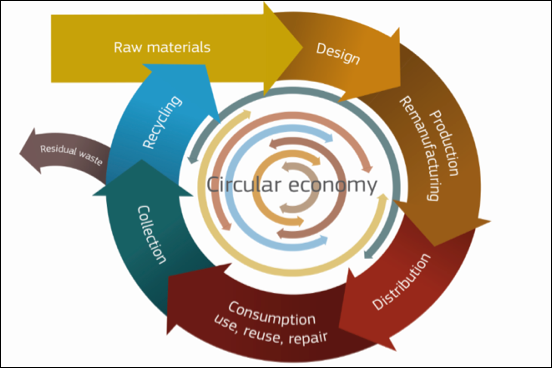 Raw materials
Design
Production
Remanufacturing
Distribution
Consumption
use, reuse, repair
Collection
Recycling
Residual waste
Circular economy